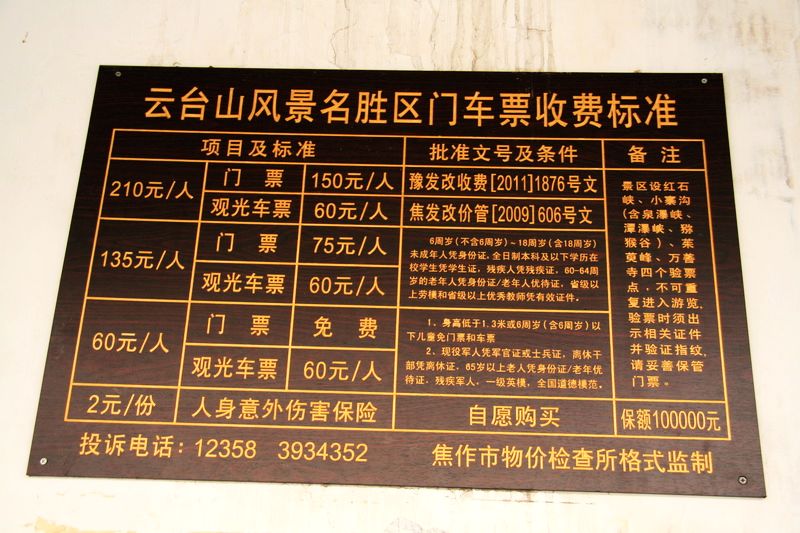 云台山风景名胜区门车票收费标准
项目及标准 批准文号及条件 备注
210元/人 门票 150元/人 豫发改收费[2011]1876号文
观光车票 60元/人 焦发改价管[2009]606号文
135元/人 门票 75元/人
观光车票 60元/人
6周岁(不含6周岁)~18周岁(含18周岁)
未成年人凭身份证,全日制本科及以下学历在
校学生凭学生证,残疾人凭残疾证,60-64周
岁的老年人凭身份证/老年人优待证,省级以
上劳模和省级以上优秀教师凭有效证件。
60元/人 门票 免费
观光车票 60元/人
1、身高低于1.3米或6周岁(含6周岁)以
下儿童免门票和车票
2、现役军人凭军官证或士兵证,离休干
部凭离休证,65岁以上老人凭身份证/老年优
待证,残疾军人,一级英模,全国道德模范。
景区设红石
峡、小寨沟
(含泉瀑峡、
潭瀑峡、猕
猴谷)、茱
萸峰、万善
寺四个验票
点,不可重
复进入游览,
验票时须出
示相关证件
并验证指纹,
请妥善保管
门票。
2元/份 人身意外伤害保险 自愿购买 保额100000元
投诉电话:12358 3934352 焦作市物价检查所格式监制